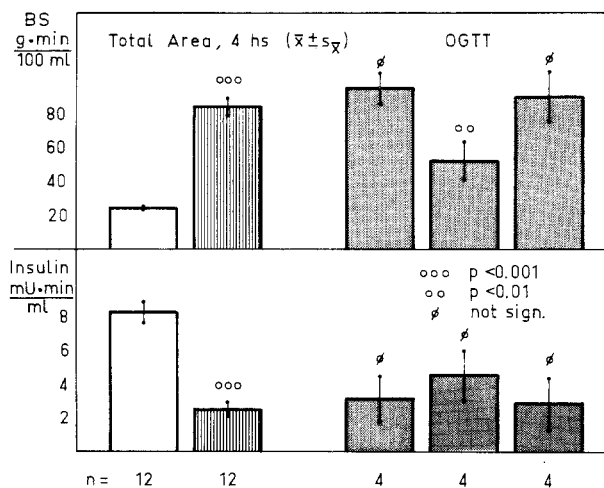 BS
g·min
100 ml
Total Area, 4 hs (x̄±sx̄)
OGTT
ooo
ø
oo
ø
80
60
40
20
Insulin
mU·min
ml
ooo p <0.001
oo p <0.01
ø not sign.
8
6
4
2
ooo
ø
ø
ø
n = 12 12 4 4 4